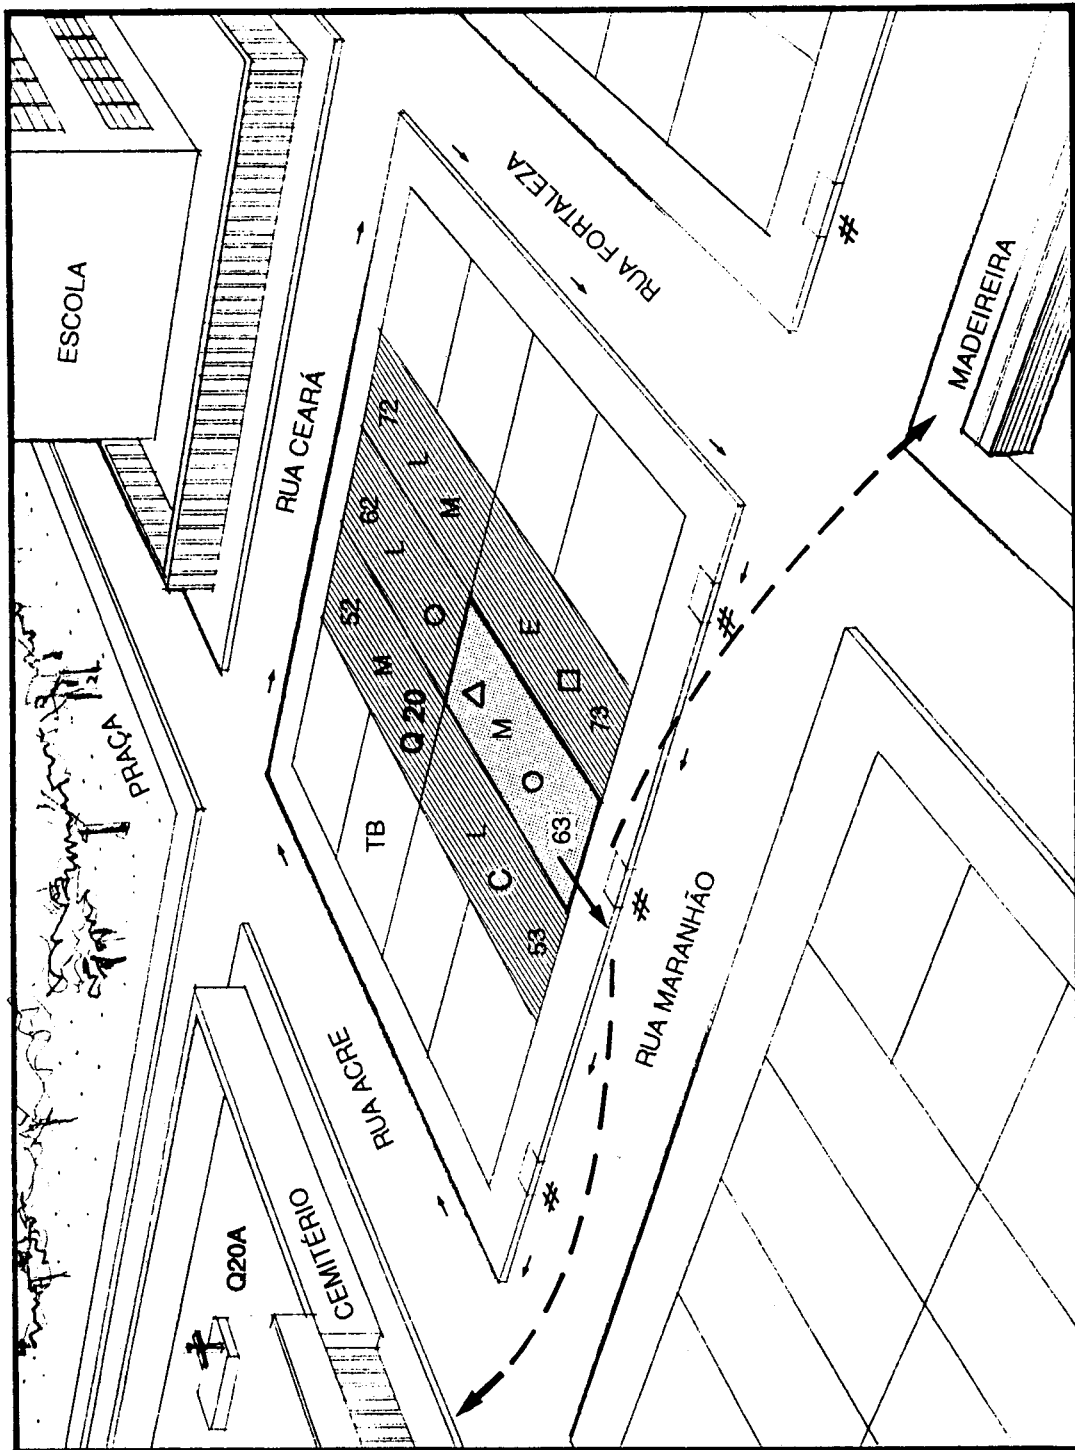 ESCOLA
PRAÇA
RUA CEARÁ
RUA FORTALEZA
MADEIREIRA
RUA ACRE
CEMITÉRIO
Q20A
RUA MARANHÃO
TB
Q 20
52
M
L
C
53
62
L
O
M
O
63
72
L
M
E
73
#
#
#
#